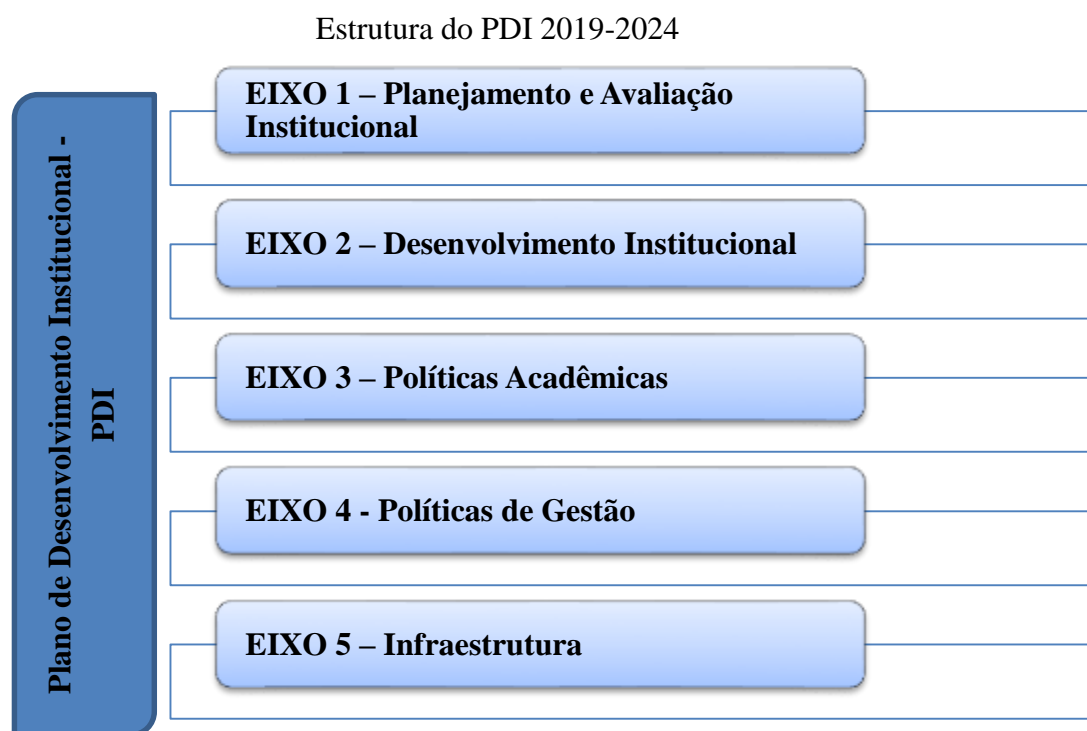 Estrutura do PDI 2019-2024
Plano de Desenvolvimento Institucional -
PDI
EIXO 1 – Planejamento e Avaliação
Institucional
EIXO 2 – Desenvolvimento Institucional
EIXO 3 – Políticas Acadêmicas
EIXO 4 - Políticas de Gestão
EIXO 5 – Infraestrutura